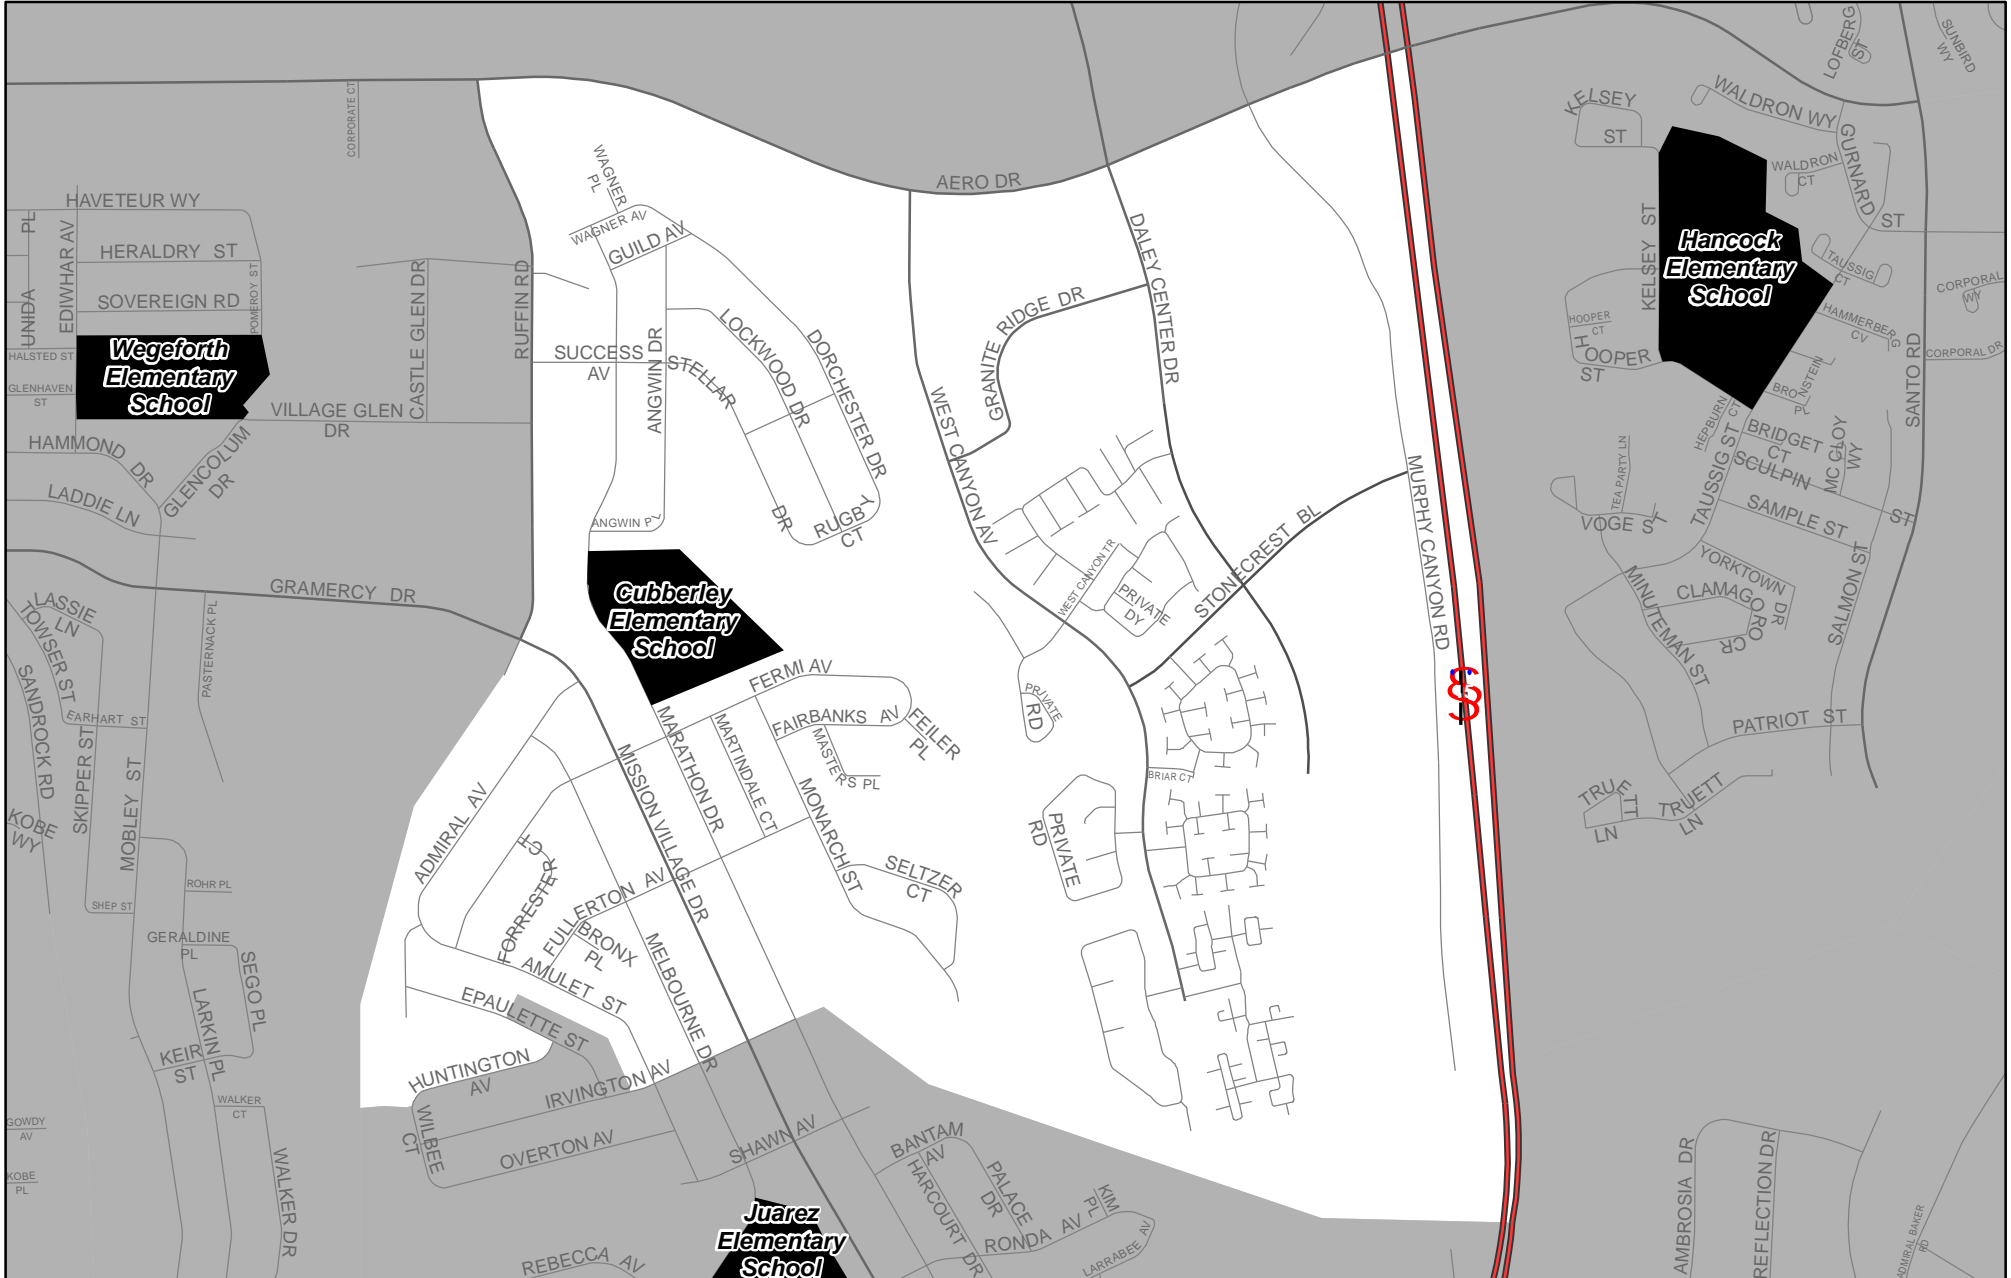 LOFBERG
ST
SUNBIRD
WY
CORPORATE CT
KELSEY
ST
WALDRON WY
GURNARD
ST
WALDRON
CT
WAGNER
PL
AERO DR
HAVETEUR WY
PL
UNIDA
EDIWHAR AV
HERALDRY ST
SOVEREIGN RD
POMEROY ST
WAGNER AV
GUILD AV
DALEY CENTER DR
KELSEY ST
Hancock
Elementary
School
TAUSSIG
CT
CORPORAL
WY
CASTLE GLEN DR
RUFFIN RD
GRANITE RIDGE DR
HOOPER
CT
HAMMERBERG
CV
HALSTED ST
Wegeforth
Elementary
School
GLENHAVEN
ST
SUCCESS
AV
ANGWIN DR
STELLAR
DR
LOCKWOOD DR
DORCHESTER DR
HOOPER
ST
BRONSTEIN
PL
SANTO RD
CORPORAL DR
VILLAGE GLEN
DR
WEST CANYON AV
HEPBURN
CT
BRIDGET
CT
MC CLOY
WY
HAMMOND DR
GLENCOLUM
DR
LADDIE LN
MURPHY CANYON RD
TEA PARTY LN
TAUSSIG ST
SCULPIN
ST
ANGWIN PL
RUGBY
CT
STONECREST BL
VOGE ST
SAMPLE ST
WEST CANYON TR
PRIVATE
DY
YORKTOWN
DR
SALMON ST
GRAMERCY DR
LASSIE
LN
TOWSER ST
PASTERNACK PL
Cubberley
Elementary
School
MINUTEMAN ST
CLAMAGORO
CR
FERMI AV
SANDROCK RD
EARHART ST
SKIPPER ST
MOBLEY ST
MARATHON DR
MARTINDALE CT
FAIRBANKS AV
FEILER
PL
MASTERS PL
PRIVATE
RD
PATRIOT ST
MISSION VILLAGE DR
MONARCH ST
BRIAR CT
TRUETT
LN
TRUETT
LN
KOBE
WY
ADMIRAL AV
FORRESTER
CT
PRIVATE
RD
SELTZER
CT
ROHR PL
SHEP ST
FULLERTON AV
GERALDINE
PL
BRONX
PL
MELBOURNE DR
SEGO PL
AMULET ST
EPAULETTE ST
LARKIN PL
KEIR
ST
HUNTINGTON
AV
IRVINGTON AV
WALKER
CT
GOWDY
AV
WILBEE
CT
OVERTON AV
SHAWN AV
BANTAM
AV
KOBE
PL
WALKER DR
HARCOURT DR
PALACE
DR
KIM
PL
AMBROSIA DR
REFLECTION DR
ADMIRAL BAKER
RD
Juarez
Elementary
School
REBECCA AV
RONDA AV
LARRABEE AV